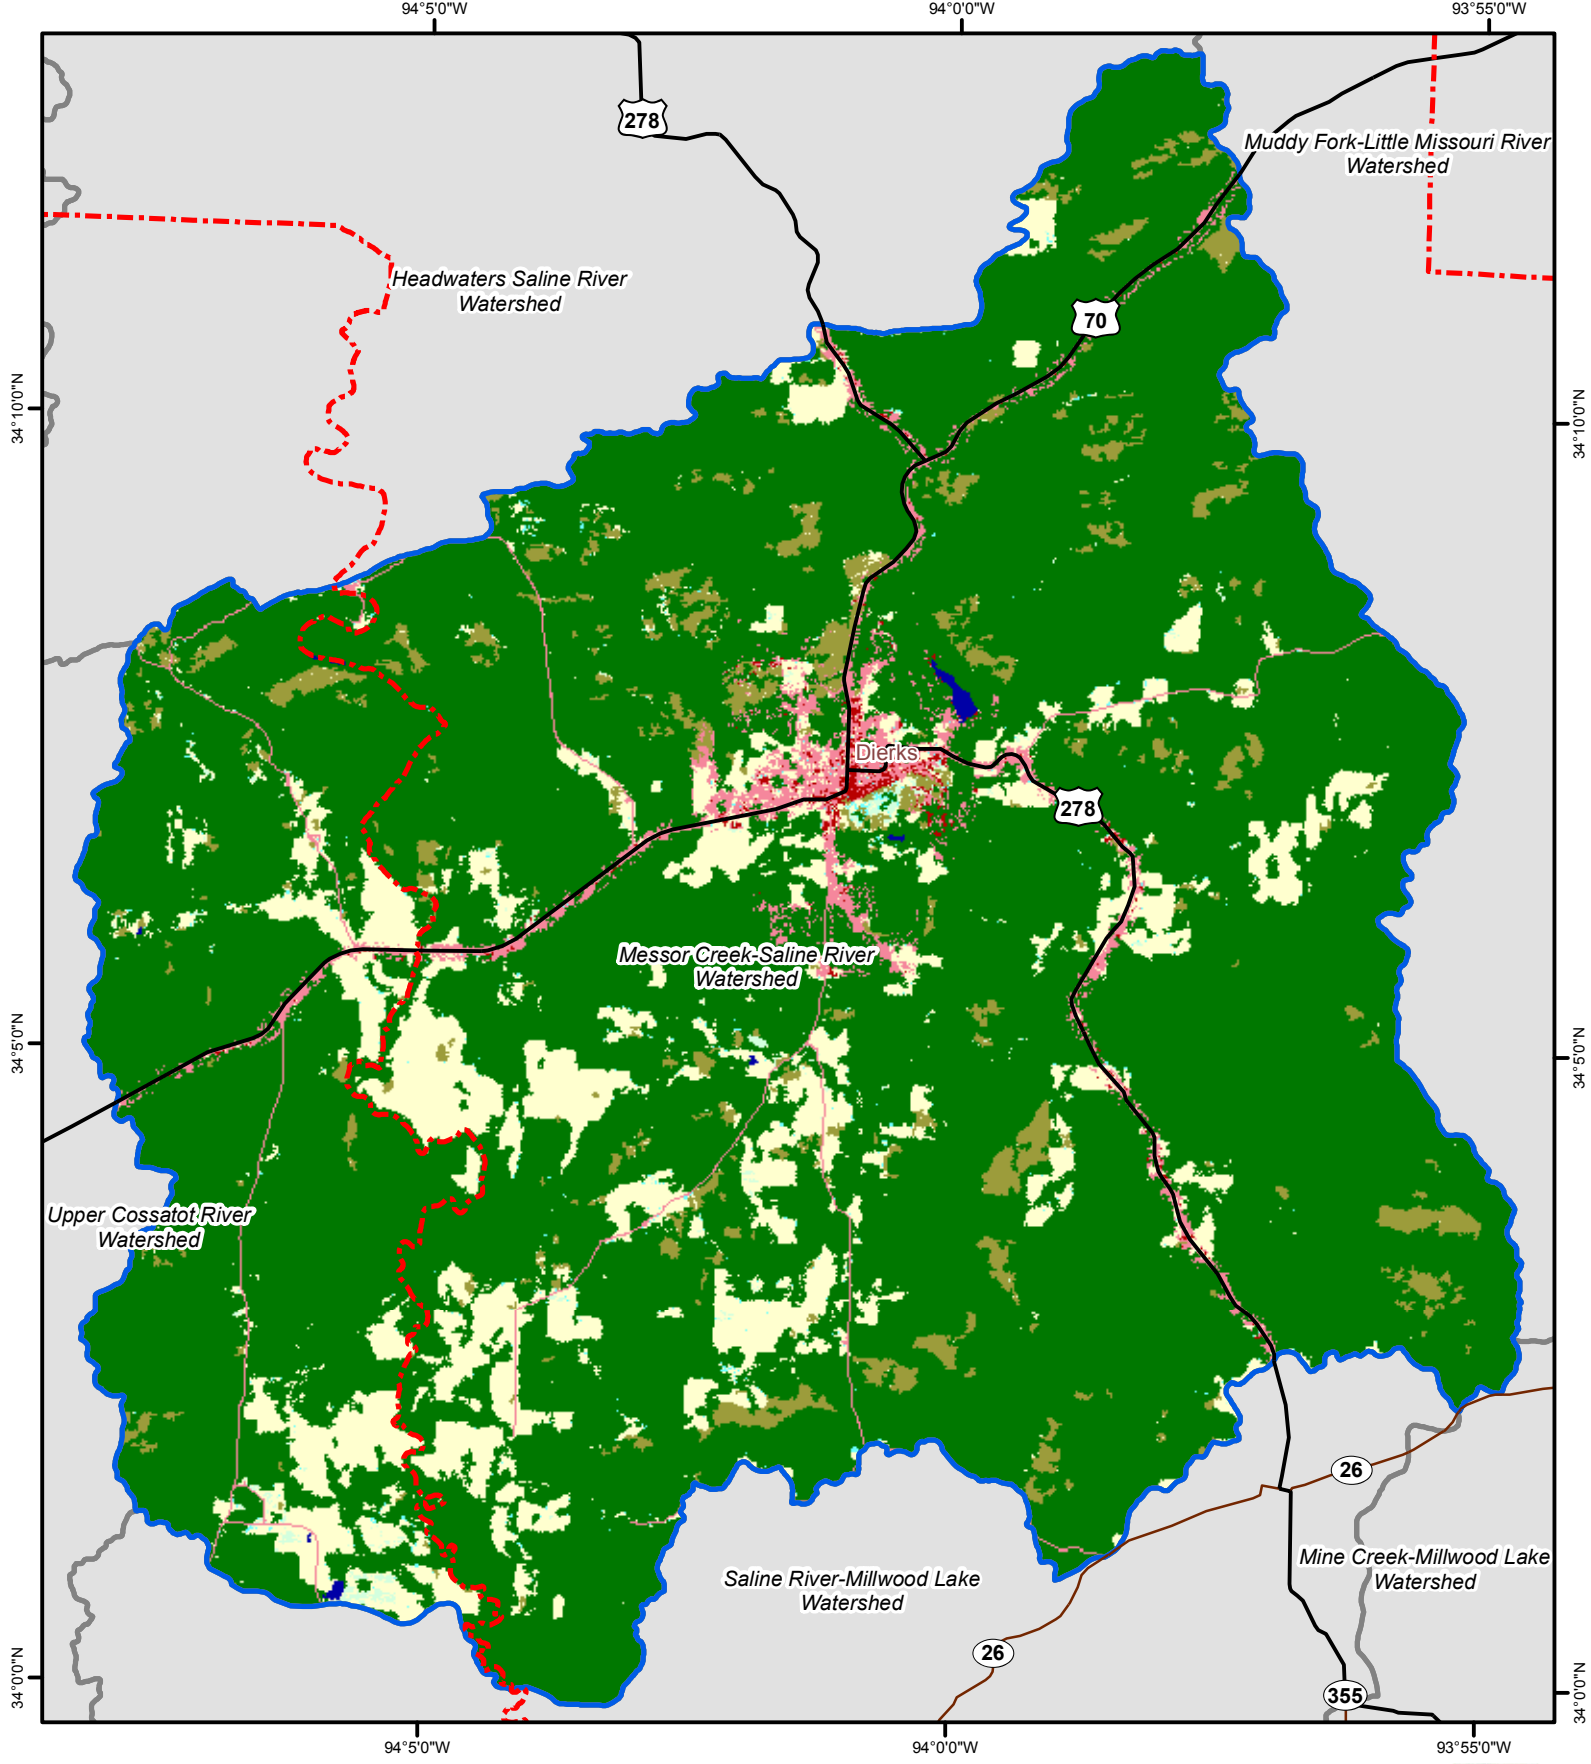 94°5'0"W
94°0'0"W
93°55'0"W
278
Muddy Fork-Little Missouri River
Watershed
Headwaters Saline River
Watershed
70
34°10'0"N
34°10'0"N
Dierks
278
Messor Creek-Saline River
Watershed
34°5'0"N
34°5'0"N
Upper Cossatot River
Watershed
26
Mine Creek-Millwood Lake
Watershed
Saline River-Millwood Lake
Watershed
26
355
34°0'0"N
34°0'0"N
94°5'0"W
94°0'0"W
93°55'0"W